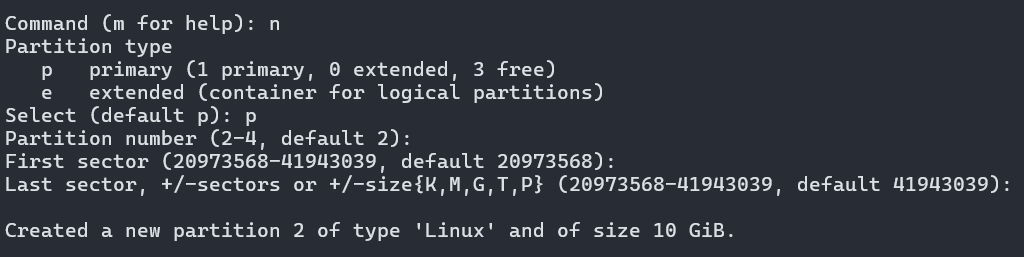 Command (m for help): n
Partition type
   p   primary (1 primary, 0 extended, 3 free)
   e   extended (container for logical partitions)
Select (default p): p
Partition number (2-4, default 2):
First sector (20973568-41943039, default 20973568):
Last sector, +/-sectors or +/-size{K,M,G,T,P} (20973568-41943039, default 41943039):

Created a new partition 2 of type 'Linux' and of size 10 GiB.